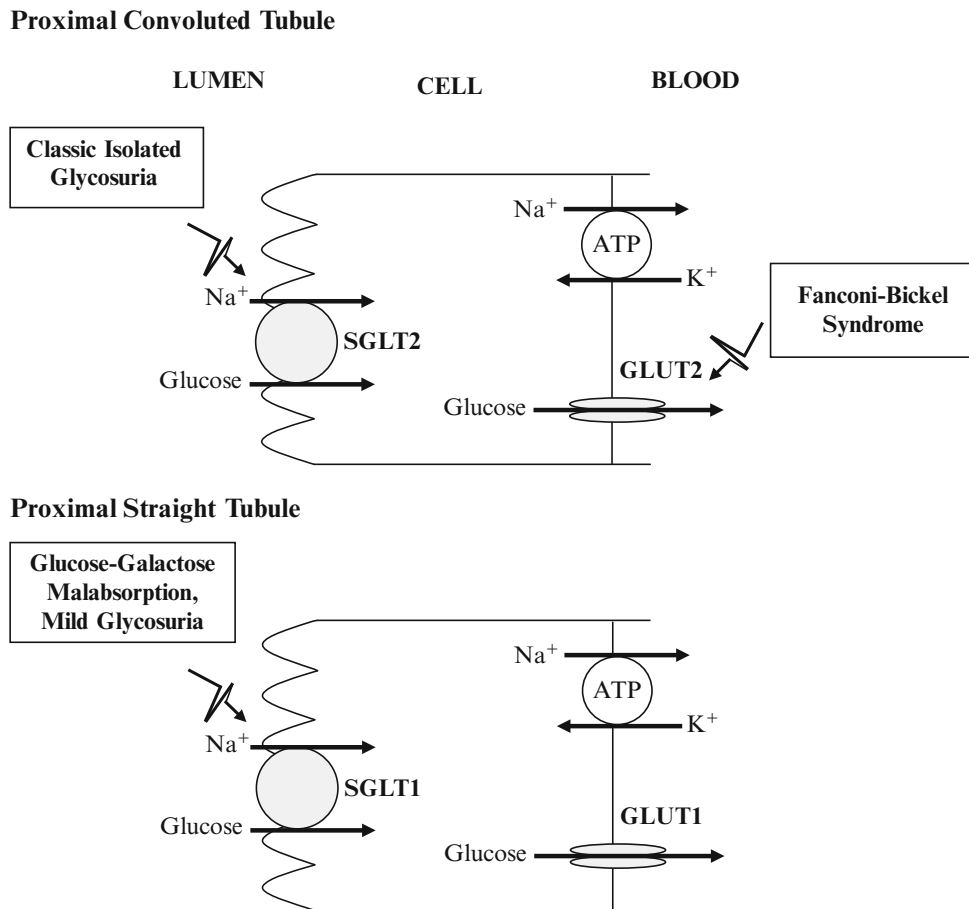 Proximal Convoluted Tubule
LUMEN CELL BLOOD
Classic Isolated
Glycosuria
Na+
ATP
K+
Fanconi-Bickel
Syndrome
Na+
SGLT2
GLUT2
Glucose
Glucose
Proximal Straight Tubule
Glucose-Galactose
Malabsorption,
Mild Glycosuria
Na+
ATP
K+
Na+
SGLT1
GLUT1
Glucose
Glucose